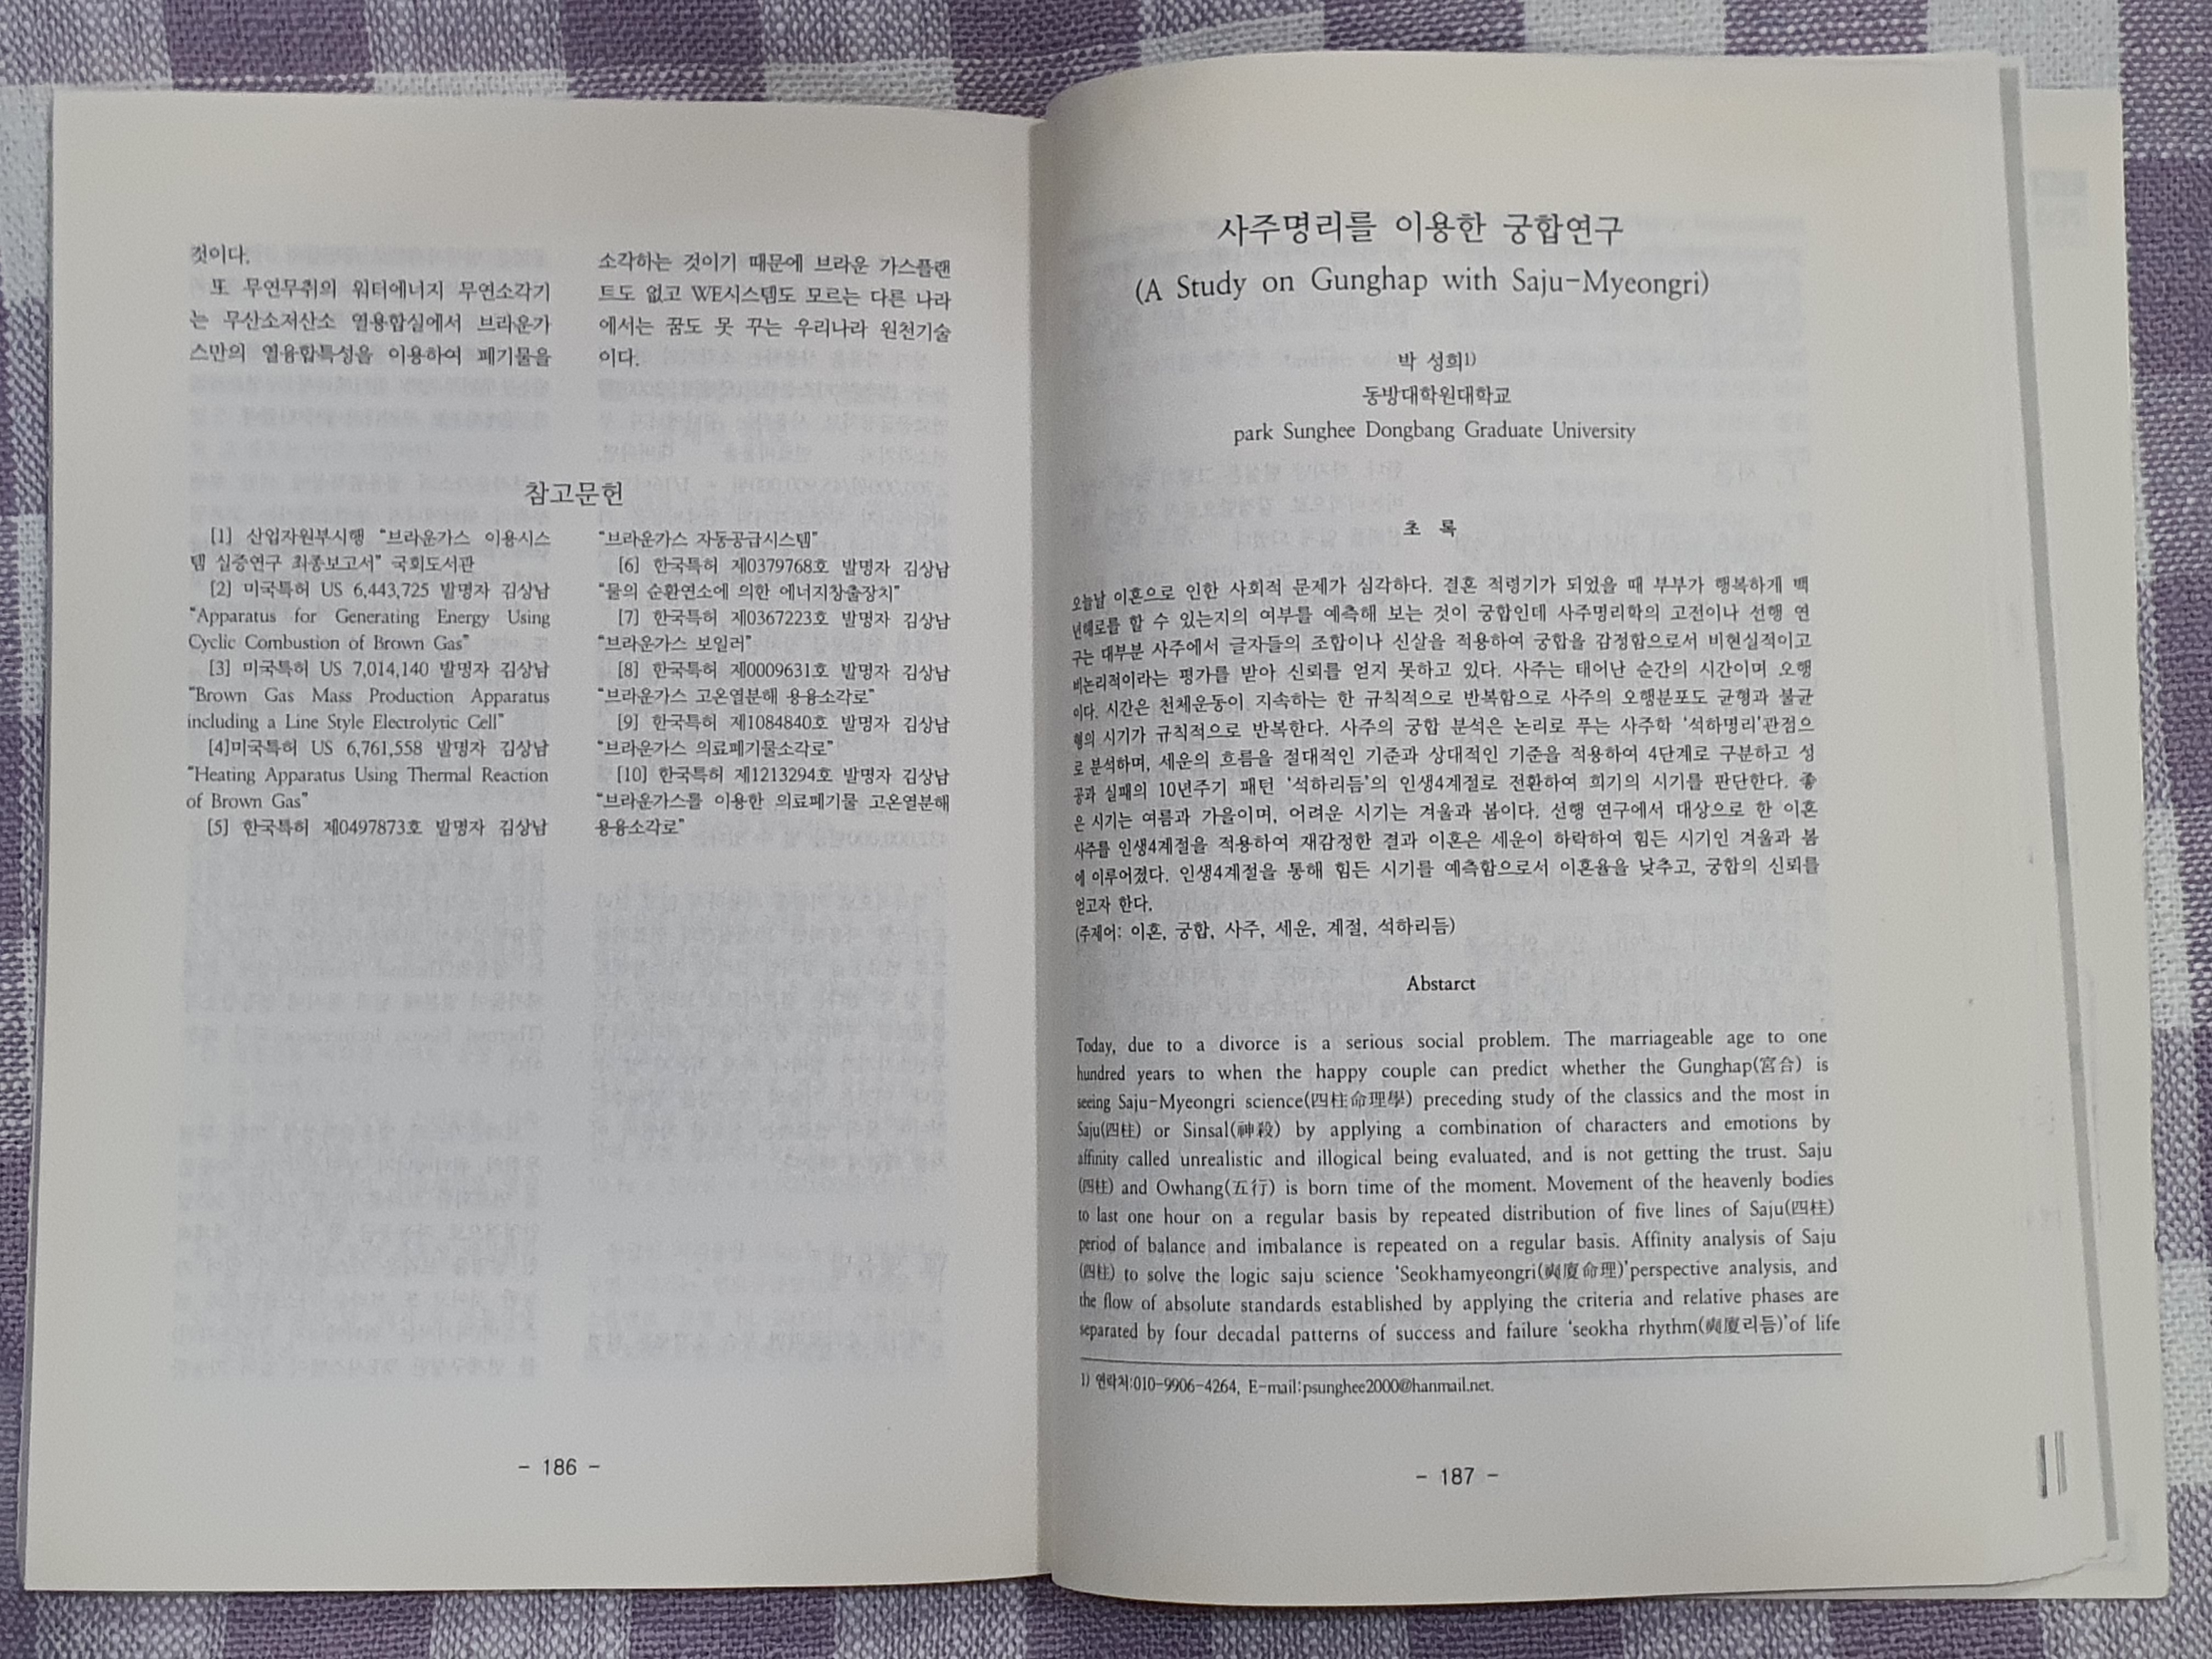 것이다.
또 무연무취의 워터에너지 무연소각기
는 무산소저산소 열용합실에서 브라운가
스만의 열융합특성을 이용하여 폐기물을
소각하는 것이기 때문에 브라운 가스플랜
트도 없고 WE시스템도 모르는 다른 나라
에서는 꿈도 못 꾸는 우리나라 원천기술
이다.
참고문헌
[1] 산업자원부시행 “브라운가스 이용시스
템 실증연구 최종보고서” 국회도서관
[2] 미국특허 US 6,443,725 발명자 김상남
“Apparatus for Generating Energy Using
Cyclic Combustion of Brown Gas”
[3] 미국특허 US 7,014,140 발명자 김상남
“Brown Gas Mass Production Apparatus
including a Line Style Electrolytic Cell”
[4]미국특허 US 6,761,558 발명자 김상남
“Heating Apparatus Using Thermal Reaction
of Brown Gas”
[5] 한국특허 제0497873호 발명자 김상남
“브라운가스 자동공급시스템”
[6] 한국특허 제0379768호 발명자 김상남
“물의 순환연소에 의한 에너지창출장치”
[7] 한국특허 제0367223호 발명자 김상남
“브라운가스 보일러”
[8] 한국특허 제0009631호 발명자 김상남
“브라운가스 고온열분해 용융소각로”
[9] 한국특허 제1084840호 발명자 김상남
“브라운가스 의료폐기물소각로”
[10] 한국특허 제1213294호 발명자 김상남
“브라운가스를 이용한 의료폐기물 고온열분해
용융소각로”
- 186 -
사주명리를 이용한 궁합연구
(A Study on Gunghap with Saju-Myeongri)
박 성희1)
동방대학원대학교
park Sunghee Dongbang Graduate University
초 록
오늘날 이혼으로 인한 사회적 문제가 심각하다. 결혼 적령기가 되었을 때 부부가 행복하게 백
년해로를 할 수 있는지의 여부를 예측해 보는 것이 궁합인데 사주명리학의 고전이나 선행 연
구는 대부분 사주에서 글자들의 조합이나 신살을 적용하여 궁합을 감정함으로서 비현실적이고
비논리적이라는 평가를 받아 신뢰를 얻지 못하고 있다. 사주는 태어난 순간의 시간이며 오행
이다. 시간은 천체운동이 지속하는 한 규칙적으로 반복함으로 사주의 오행분포도 균형과 불균
형의 시기가 규칙적으로 반복한다. 사주의 궁합 분석은 논리로 푸는 사주학 ‘석하명리’관점으
로 분석하며, 세운의 흐름을 절대적인 기준과 상대적인 기준을 적용하여 4단계로 구분하고 성
공과 실패의 10년주기 패턴 ‘석하리듬’의 인생4계절로 전환하여 희기의 시기를 판단한다. 좋
은 시기는 여름과 가을이며, 어려운 시기는 겨울과 봄이다. 선행 연구에서 대상으로 한 이혼
사주를 인생4계절을 적용하여 재감정한 결과 이혼은 세운이 하락하여 힘든 시기인 겨울과 봄
에 이루어졌다. 인생4계절을 통해 힘든 시기를 예측함으로서 이혼율을 낮추고, 궁합의 신뢰를
얻고자 한다.
(주제어: 이혼, 궁합, 사주, 세운, 계절, 석하리듬)
Abstarct
Today, due to a divorce is a serious social problem. The marriageable age to one
hundred years to when the happy couple can predict whether the Gunghap(宮合) is
seeing Saju-Myeongri science(四柱命理學) preceding study of the classics and the most in
Saju(四柱) or Sinsal(神殺) by applying a combination of characters and emotions by
affinity called unrealistic and illogical being evaluated, and is not getting the trust. Saju
(四柱) and Owhang(五行) is born time of the moment. Movement of the heavenly bodies
to last one hour on a regular basis by repeated distribution of five lines of Saju(四柱)
period of balance and imbalance is repeated on a regular basis. Affinity analysis of Saju
(四柱) to solve the logic saju science ‘Seokhamyeongri(奭廈命理)’perspective analysis, and
the flow of absolute standards established by applying the criteria and relative phases are
separated by four decadal patterns of success and failure ‘seokha rhythm(奭廈리듬)’of life
1) 연락처:010-9906-4264, E-mail:psunghee2000@hanmail.net.
- 187 -